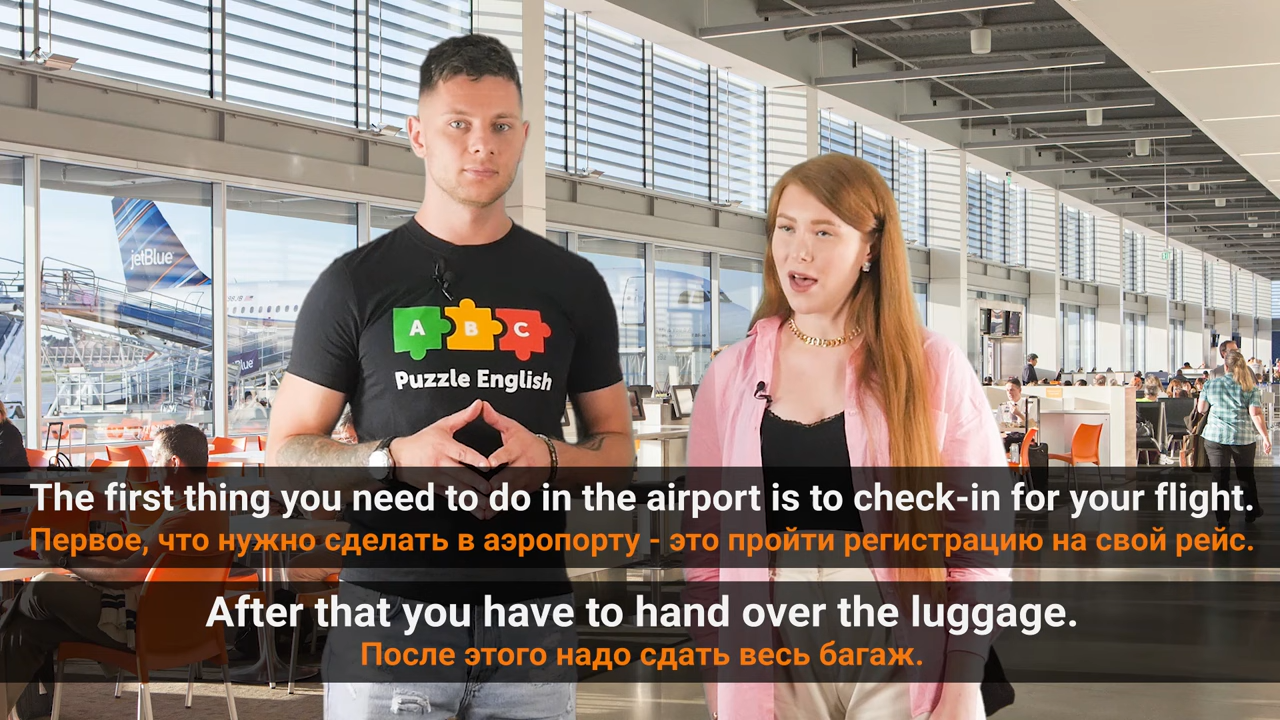 jetBlue
Blue
A B C
Puzzle English
The first thing you need to do in the airport is to check-in for your flight.
Первое, что нужно сделать в аэропорту - это пройти регистрацию на свой рейс.
After that you have to hand over the luggage.
После этого надо сдать весь багаж.